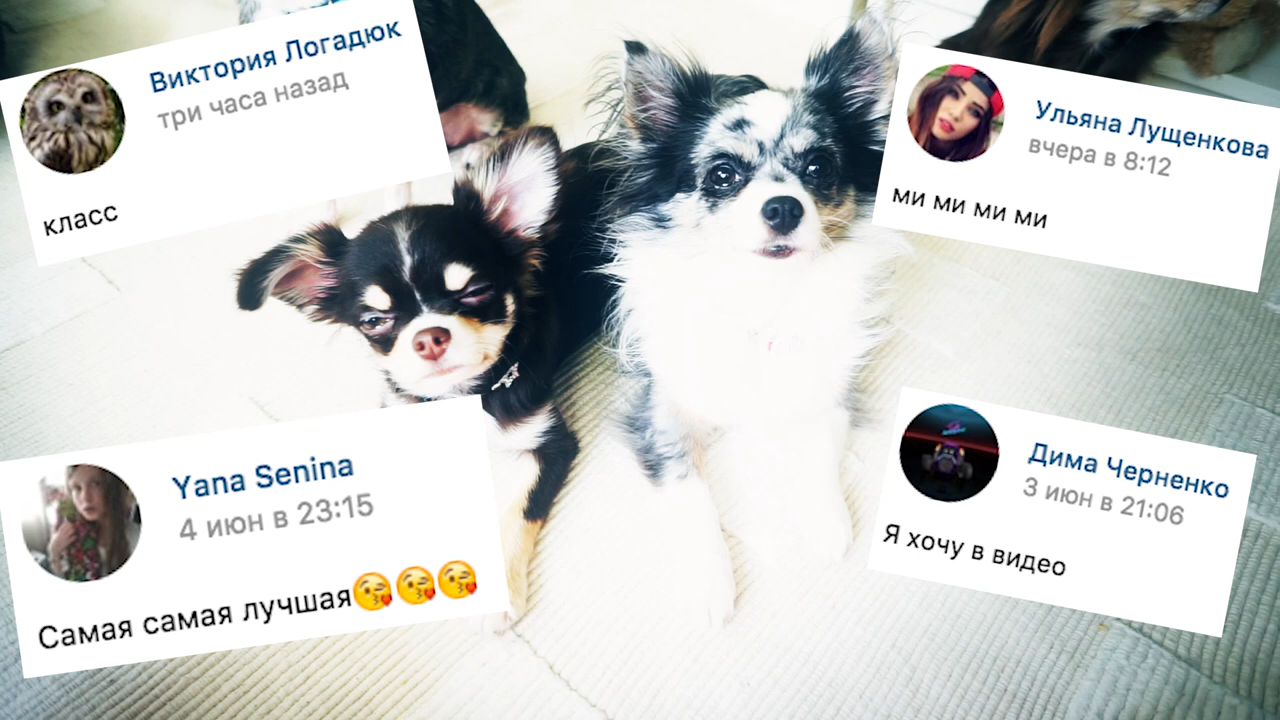 Виктория Логадюк
три часа назад
класс
Ульяна Лущенкова
вчера в 8:12
ми ми ми ми
Yana Senina
4 июн в 23:15
Самая самая лучшая😘😘😘
Дима Черненко
3 июн в 21:06
Я хочу в видео